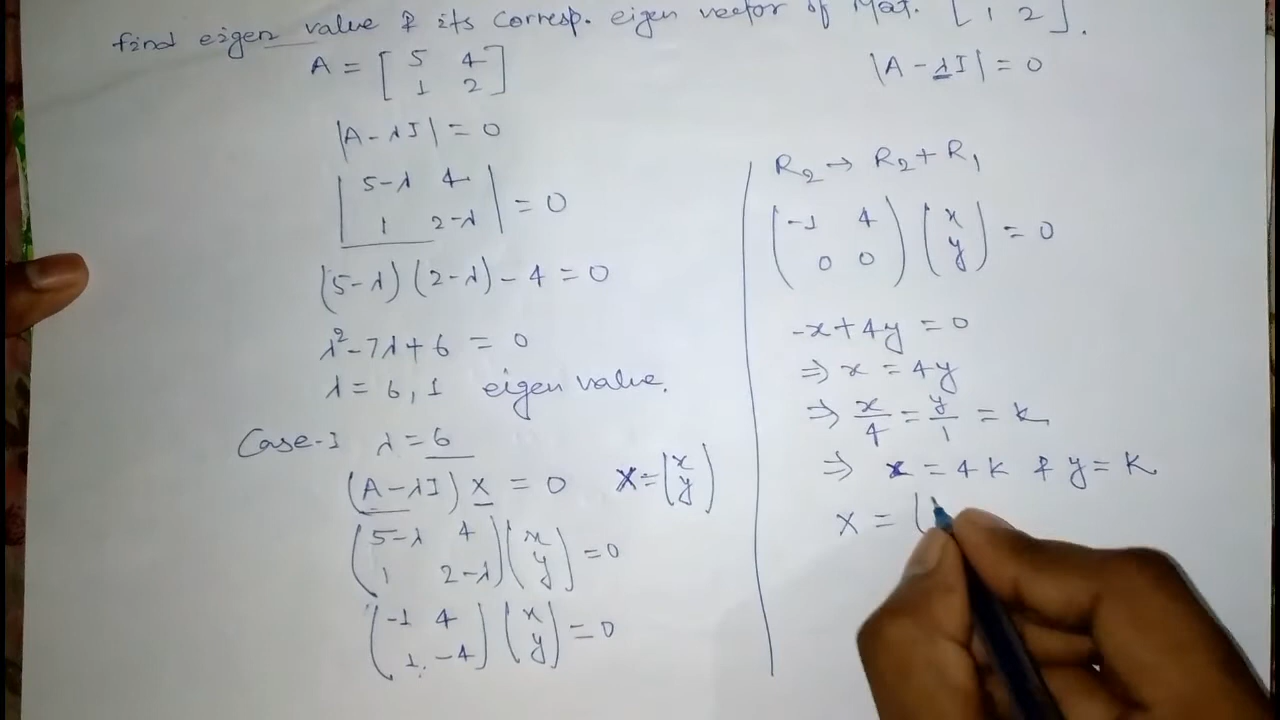 find eigen value & its corresp. eigen vector of Mat. [ 1 2 ].
A = [ 5 4
1 2 ]
|A - λI| = 0
|A - λI| = 0
| 5-λ 4
1 2-λ | = 0
(5-λ) (2-λ) - 4 = 0
λ² - 7λ + 6 = 0
λ = 6, 1 eigen value.
Case-I λ = 6
(A - λI) X = 0 X = ( x
y )
( 5-λ 4
1 2-λ ) ( x
y ) = 0
( -1 4
1 -4 ) ( x
y ) = 0
R₂ → R₂ + R₁
( -1 4
0 0 ) ( x
y ) = 0
-x + 4y = 0
⇒ x = 4y
⇒ x/4 = y/1 = k
⇒ x = 4k & y = k
X = (